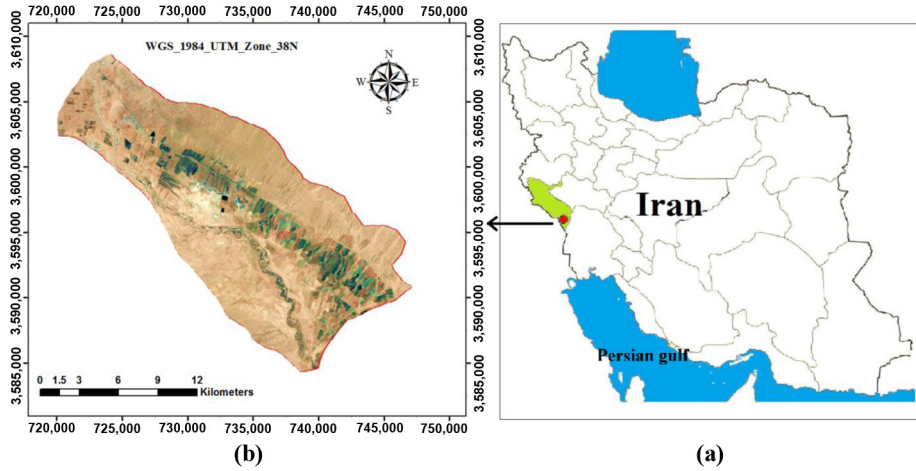 720,000 725,000 730,000 735,000 740,000 745,000 750,000
(a)
WGS_1984_UTM_Zone_38N
N
W E
S
3,610,000
3,605,000
3,600,000
3,595,000
3,590,000
3,585,000
0 1.5 3 6 9 12
Kilometers
720,000 725,000 730,000 735,000 740,000 745,000 750,000
(b)
3,610,000
3,605,000
3,600,000
3,595,000
3,590,000
3,585,000
Iran
Persian gulf
(a)